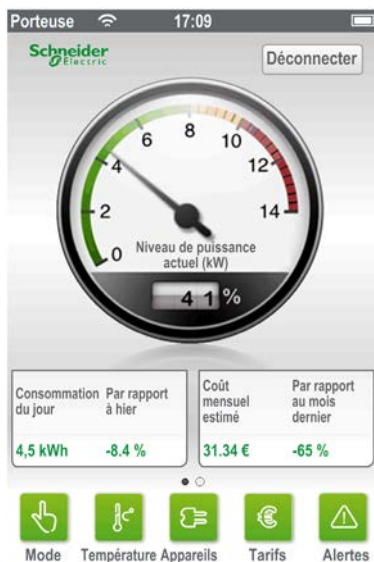 Porteuse 17:09
Schneider
Electric
Déconnecter
0
2
4
6
8
10
12
14
Niveau de puissance
actuel (kW)
41 %
Consommation
du jour
4,5 kWh
Par rapport
à hier
-8.4 %
Coût
mensuel
estimé
31.34 €
Par rapport
au mois
dernier
-65 %
Mode
Température
Appareils
Tarifs
Alertes